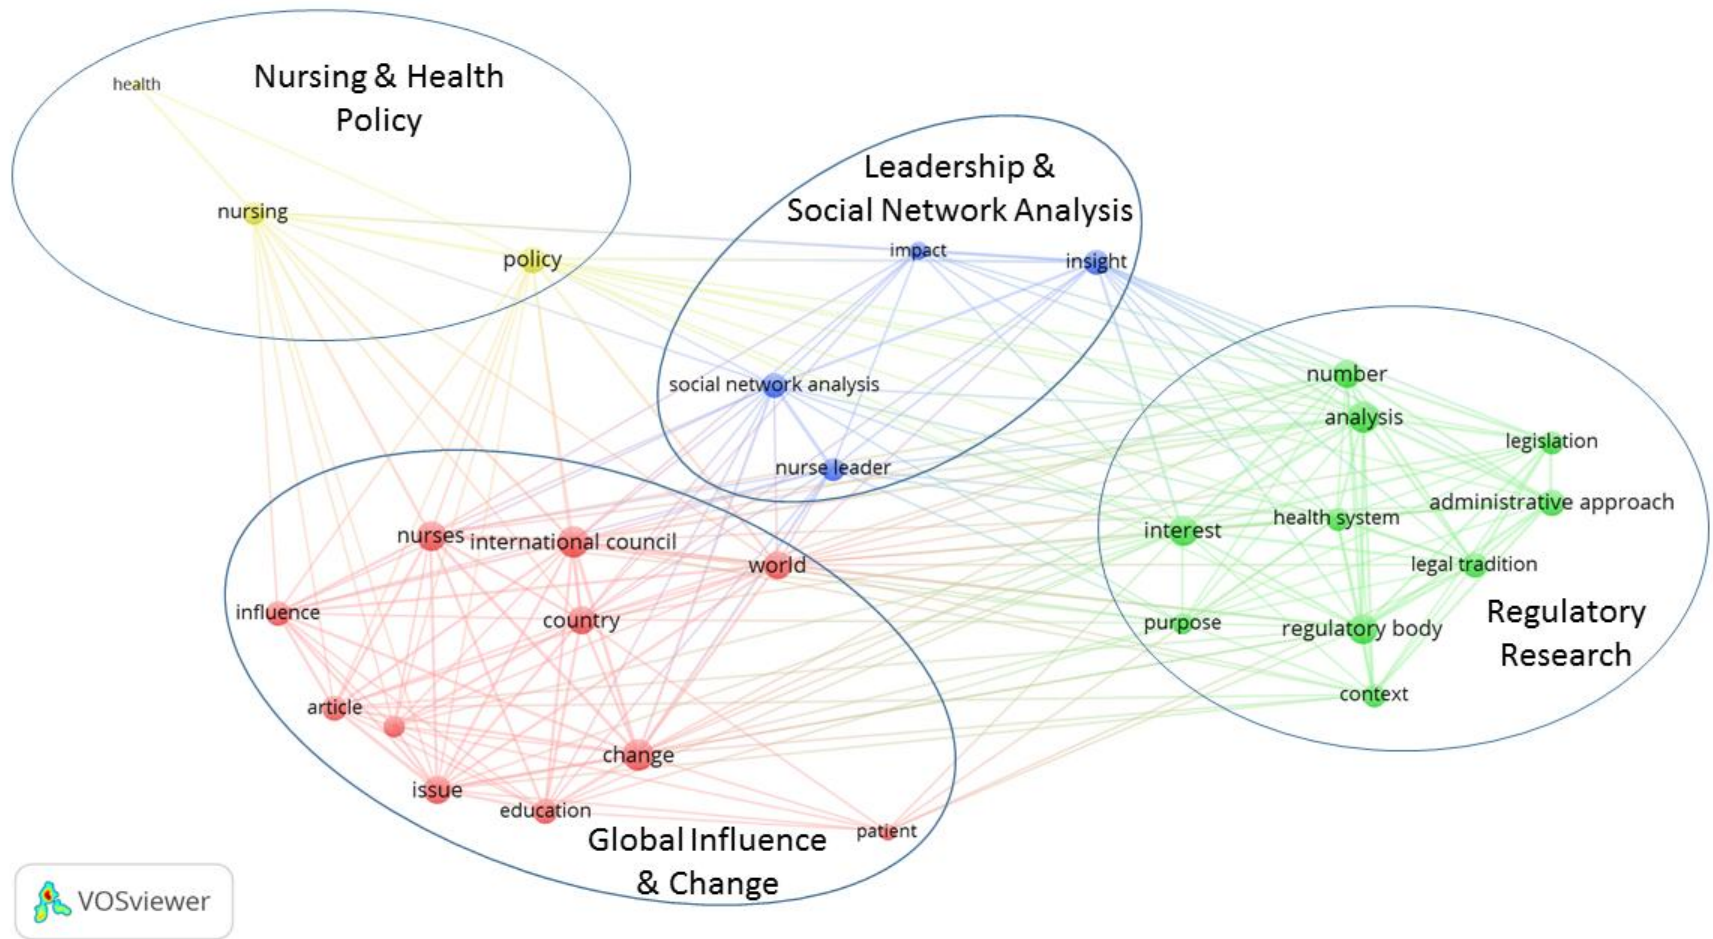 health
Nursing & Health
Policy
nursing
policy
Leadership &
Social Network Analysis
impact
insight
social network analysis
nurse leader
number
analysis
legislation
administrative approach
interest
health system
legal tradition
purpose
regulatory body
Regulatory
Research
context
nurses
international council
world
influence
country
article
change
issue
education
patient
Global Influence
& Change
VOSviewer